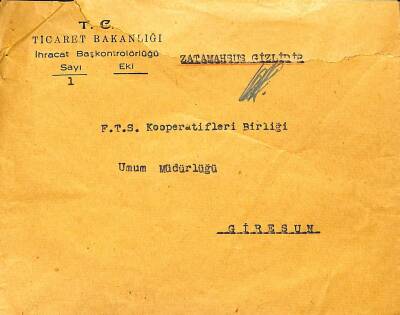 T. C.
TİCARET BAKANLIĞI
İhracat Başkontrolörlüğü
Sayı Eki
1
ZATAMAHSUS GİZLİDİR
F.T.S. Kooperatifleri Birliği
Umum Müdürlüğü
GİRESUN